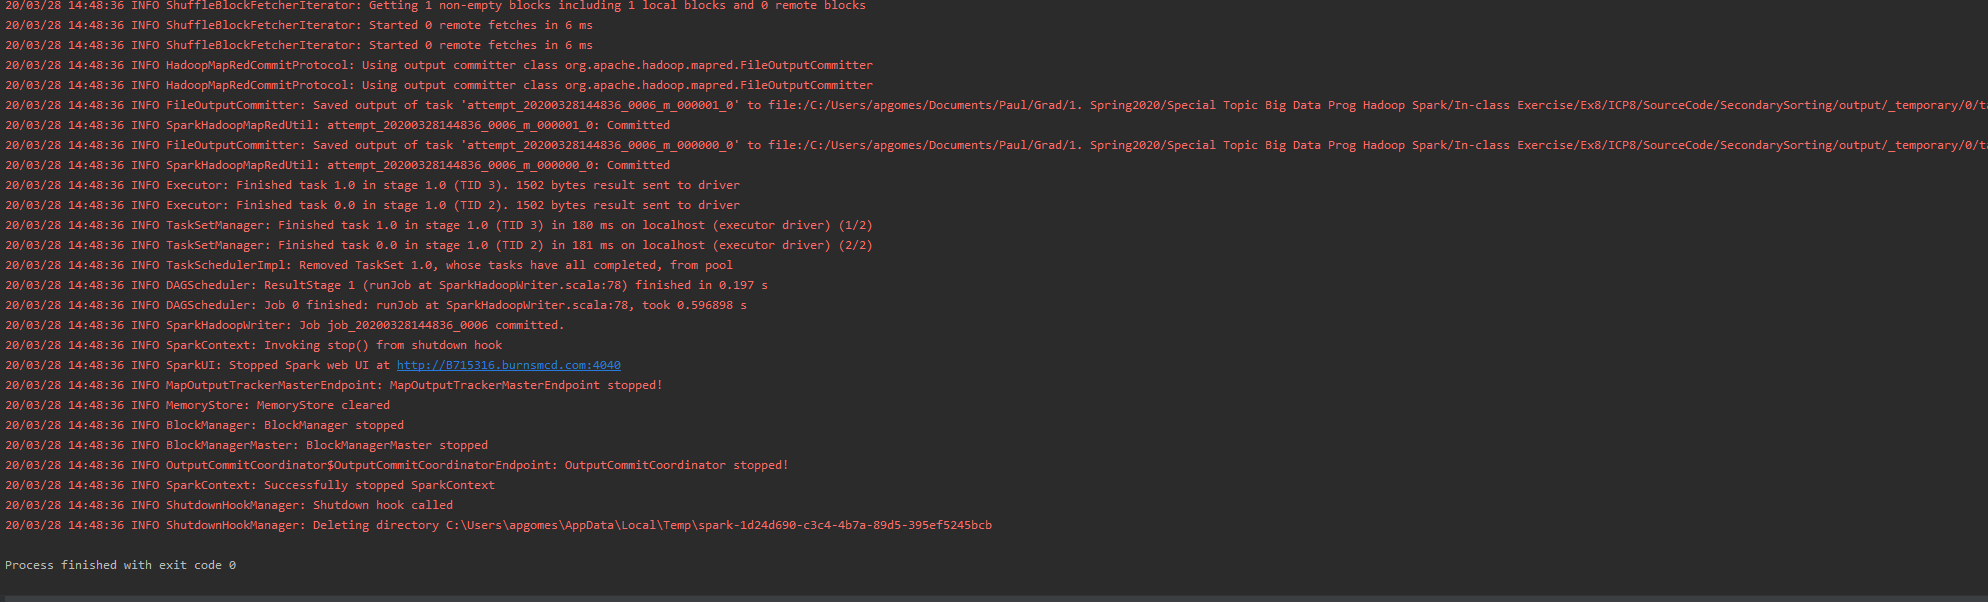 20/03/28 14:48:36 INFO ShuffleBlockFetcherIterator: Getting 1 non-empty blocks including 1 local blocks and 0 remote blocks
20/03/28 14:48:36 INFO ShuffleBlockFetcherIterator: Started 0 remote fetches in 6 ms
20/03/28 14:48:36 INFO ShuffleBlockFetcherIterator: Started 0 remote fetches in 6 ms
20/03/28 14:48:36 INFO HadoopMapRedCommitProtocol: Using output committer class org.apache.hadoop.mapred.FileOutputCommitter
20/03/28 14:48:36 INFO HadoopMapRedCommitProtocol: Using output committer class org.apache.hadoop.mapred.FileOutputCommitter
20/03/28 14:48:36 INFO FileOutputCommitter: Saved output of task 'attempt_20200328144836_0006_m_000001_0' to file:/C:/Users/apgomes/Documents/Paul/Grad/1. Spring2020/Special Topic Big Data Prog Hadoop Spark/In-class Exercise/Ex8/ICP8/SourceCode/SecondarySorting/output/_temporary/0/ta
20/03/28 14:48:36 INFO SparkHadoopMapRedUtil: attempt_20200328144836_0006_m_000001_0: Committed
20/03/28 14:48:36 INFO FileOutputCommitter: Saved output of task 'attempt_20200328144836_0006_m_000000_0' to file:/C:/Users/apgomes/Documents/Paul/Grad/1. Spring2020/Special Topic Big Data Prog Hadoop Spark/In-class Exercise/Ex8/ICP8/SourceCode/SecondarySorting/output/_temporary/0/ta
20/03/28 14:48:36 INFO SparkHadoopMapRedUtil: attempt_20200328144836_0006_m_000000_0: Committed
20/03/28 14:48:36 INFO Executor: Finished task 1.0 in stage 1.0 (TID 3). 1502 bytes result sent to driver
20/03/28 14:48:36 INFO Executor: Finished task 0.0 in stage 1.0 (TID 2). 1502 bytes result sent to driver
20/03/28 14:48:36 INFO TaskSetManager: Finished task 1.0 in stage 1.0 (TID 3) in 180 ms on localhost (executor driver) (1/2)
20/03/28 14:48:36 INFO TaskSetManager: Finished task 0.0 in stage 1.0 (TID 2) in 181 ms on localhost (executor driver) (2/2)
20/03/28 14:48:36 INFO TaskSchedulerImpl: Removed TaskSet 1.0, whose tasks have all completed, from pool
20/03/28 14:48:36 INFO DAGScheduler: ResultStage 1 (runJob at SparkHadoopWriter.scala:78) finished in 0.197 s
20/03/28 14:48:36 INFO DAGScheduler: Job 0 finished: runJob at SparkHadoopWriter.scala:78, took 0.596898 s
20/03/28 14:48:36 INFO SparkHadoopWriter: Job job_20200328144836_0006 committed.
20/03/28 14:48:36 INFO SparkContext: Invoking stop() from shutdown hook
20/03/28 14:48:36 INFO SparkUI: Stopped Spark web UI at http://B715316.burnsmcd.com:4040
20/03/28 14:48:36 INFO MapOutputTrackerMasterEndpoint: MapOutputTrackerMasterEndpoint stopped!
20/03/28 14:48:36 INFO MemoryStore: MemoryStore cleared
20/03/28 14:48:36 INFO BlockManager: BlockManager stopped
20/03/28 14:48:36 INFO BlockManagerMaster: BlockManagerMaster stopped
20/03/28 14:48:36 INFO OutputCommitCoordinator$OutputCommitCoordinatorEndpoint: OutputCommitCoordinator stopped!
20/03/28 14:48:36 INFO SparkContext: Successfully stopped SparkContext
20/03/28 14:48:36 INFO ShutdownHookManager: Shutdown hook called
20/03/28 14:48:36 INFO ShutdownHookManager: Deleting directory C:\Users\apgomes\AppData\Local\Temp\spark-1d24d690-c3c4-4b7a-89d5-395ef5245bcb
Process finished with exit code 0